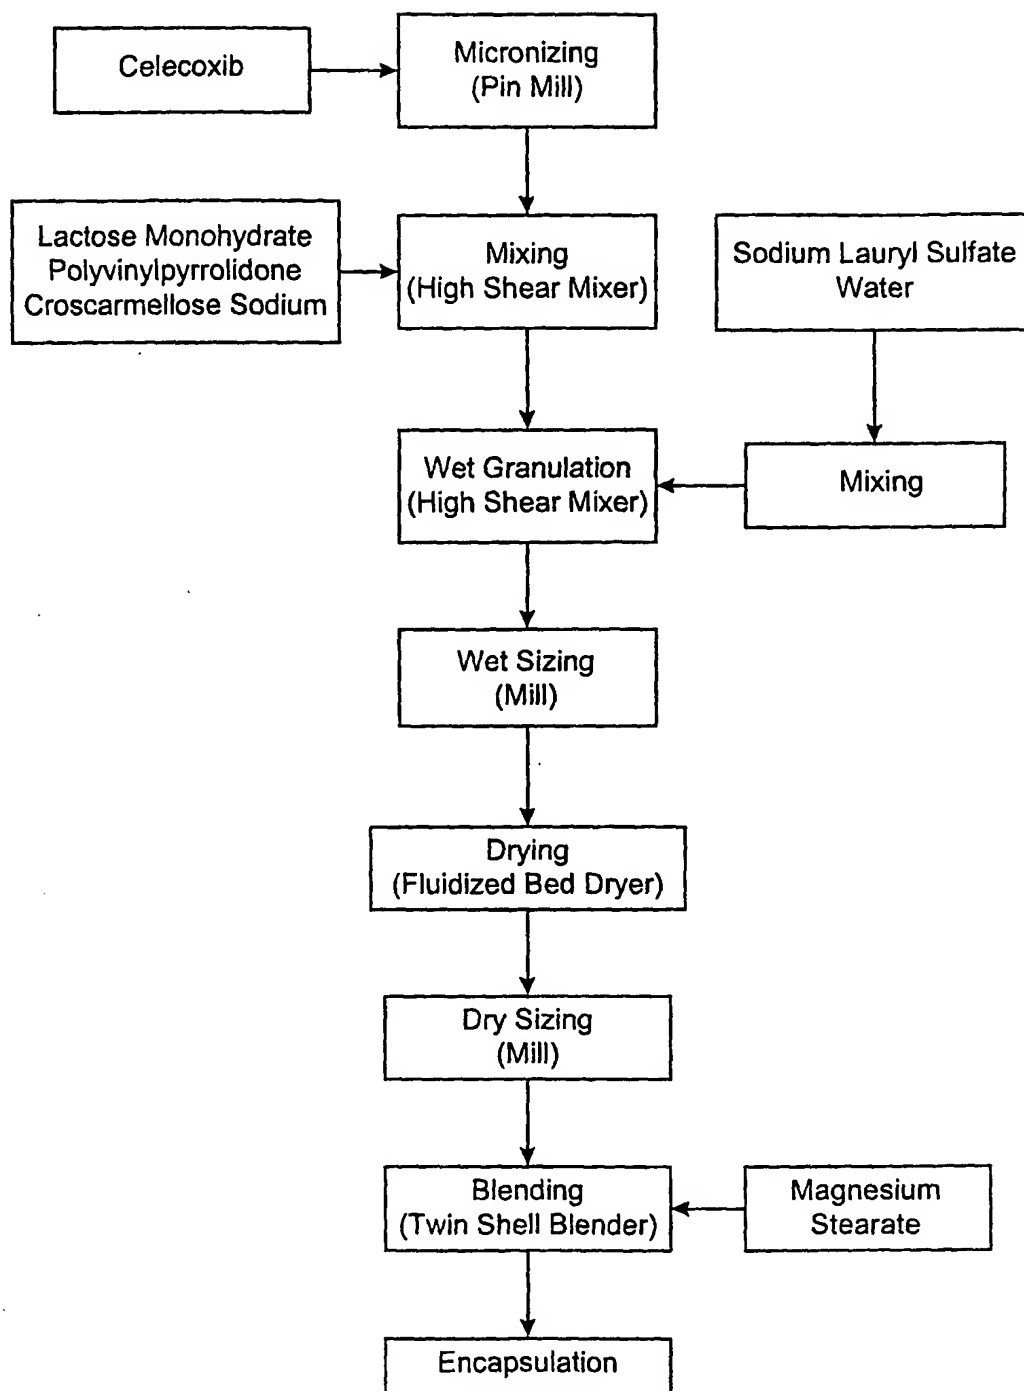 Celecoxib
Micronizing
(Pin Mill)
Lactose Monohydrate
Polyvinylpyrrolidone
Croscarmellose Sodium
Mixing
(High Shear Mixer)
Sodium Lauryl Sulfate
Water
Wet Granulation
(High Shear Mixer)
Mixing
Wet Sizing
(Mill)
Drying
(Fluidized Bed Dryer)
Dry Sizing
(Mill)
Blending
(Twin Shell Blender)
Magnesium
Stearate
Encapsulation